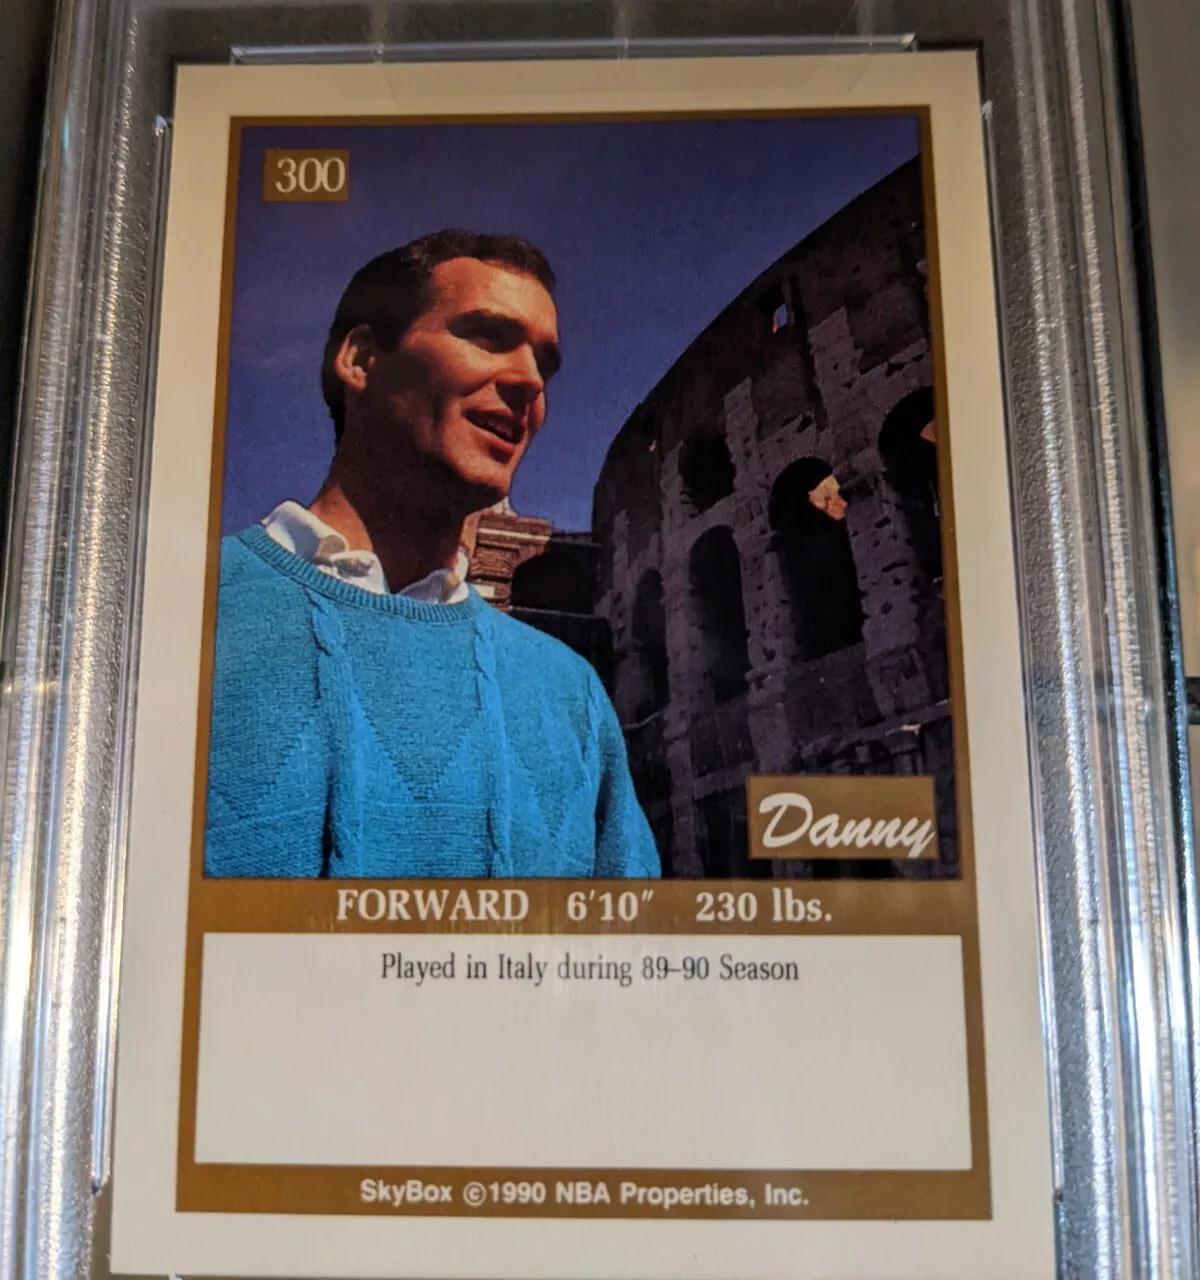 300
Danny
FORWARD 6'10" 230 lbs.
Played in Italy during 89–90 Season
SkyBox ©1990 NBA Properties, Inc.